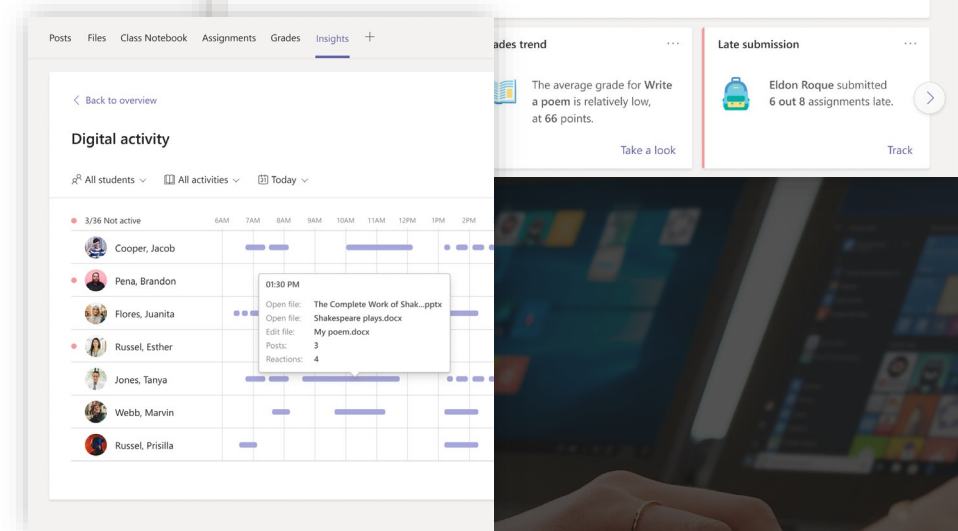 Posts Files Class Notebook Assignments Grades Insights +
Back to overview
Digital activity
All students All activities 31 Today
3/36 Not active 6AM 7AM 8AM 9AM 10AM 11AM 12PM 1PM 2PM
Cooper, Jacob
Pena, Brandon
Flores, Juanita
Russel, Esther
Jones, Tanya
Webb, Marvin
Russel, Prisilla
01:30 PM
Open file: The Complete Work of Shak...pptx
Open file: Shakespeare plays.docx
Edit file: My poem.docx
Posts: 3
Reactions: 4
ades trend ...
The average grade for Write
a poem is relatively low,
at 66 points.
Take a look
Late submission ...
Eldon Roque submitted
6 out 8 assignments late.
Track